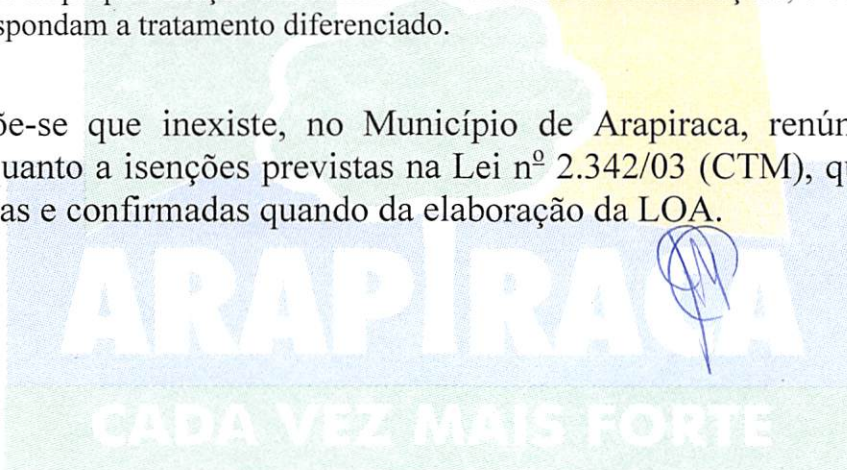 spondam a tratamento diferenciado.
õe-se que inexiste, no Município de Arapiraca, renún
uanto a isenções previstas na Lei nº 2.342/03 (CTM), qu
as e confirmadas quando da elaboração da LOA.
ARAPIRACA
CADA VEZ MAIS FORTE